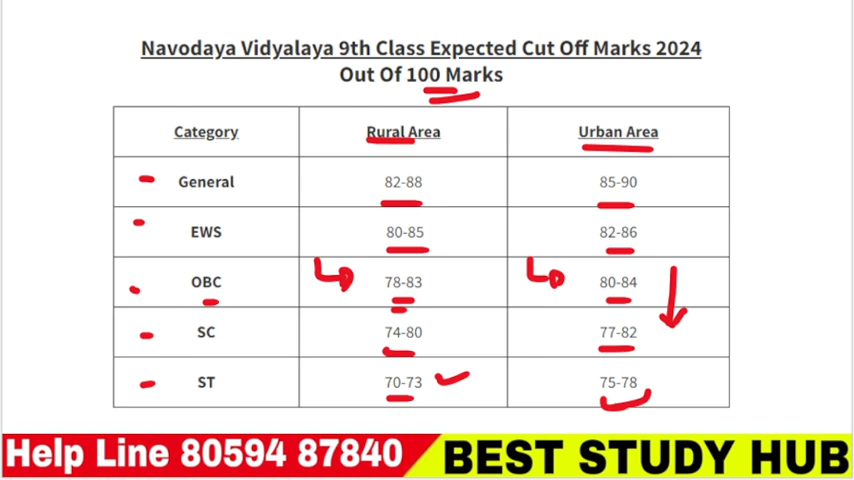 Navodaya Vidyalaya 9th Class Expected Cut Off Marks 2024
Out Of 100 Marks
Category Rural Area Urban Area
General 82-88 85-90
EWS 80-85 82-86
OBC 78-83 80-84
SC 74-80 77-82
ST 70-73 75-78
Help Line 80594 87840 BEST STUDY HUB